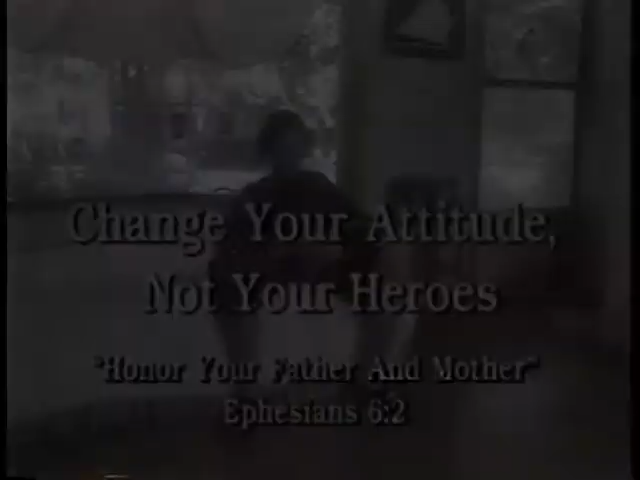 Change Your Attitude,
Not Your Heroes
"Honor Your Father And Mother"
Ephesians 6:2